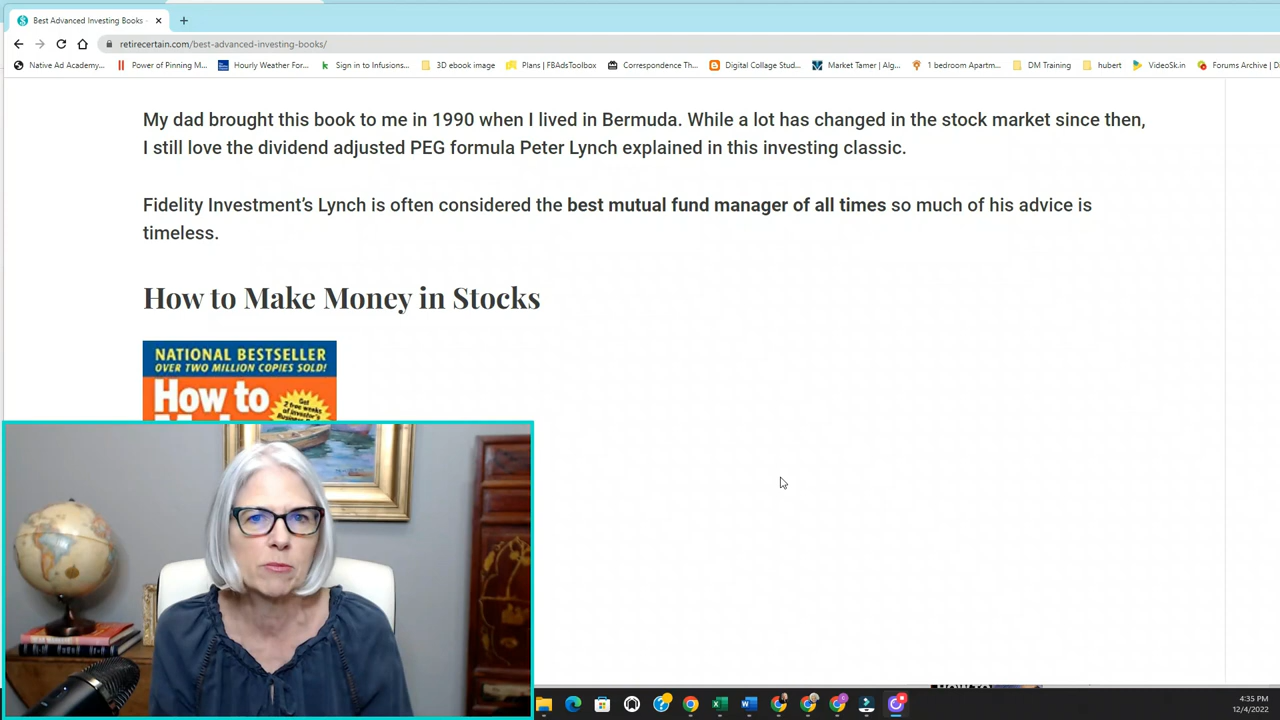 Best Advanced Investing Books -
retirecertain.com/best-advanced-investing-books/
Native Ad Academy... Power of Pinning M... Hourly Weather For... Sign in to Infusions... 3D ebook image Plans | FBAdsToolbox Correspondence Th... Digital Collage Stud... Market Tamer | Alg... 1 bedroom Apartm... DM Training hubert VideoSk.in Forums Archive | D
My dad brought this book to me in 1990 when I lived in Bermuda. While a lot has changed in the stock market since then,
I still love the dividend adjusted PEG formula Peter Lynch explained in this investing classic.
Fidelity Investment's Lynch is often considered the best mutual fund manager of all times so much of his advice is
timeless.
How to Make Money in Stocks
NATIONAL BESTSELLER
OVER TWO MILLION COPIES SOLD!
How to
Get
2 free weeks
of Investor's
4:35 PM
12/4/2022